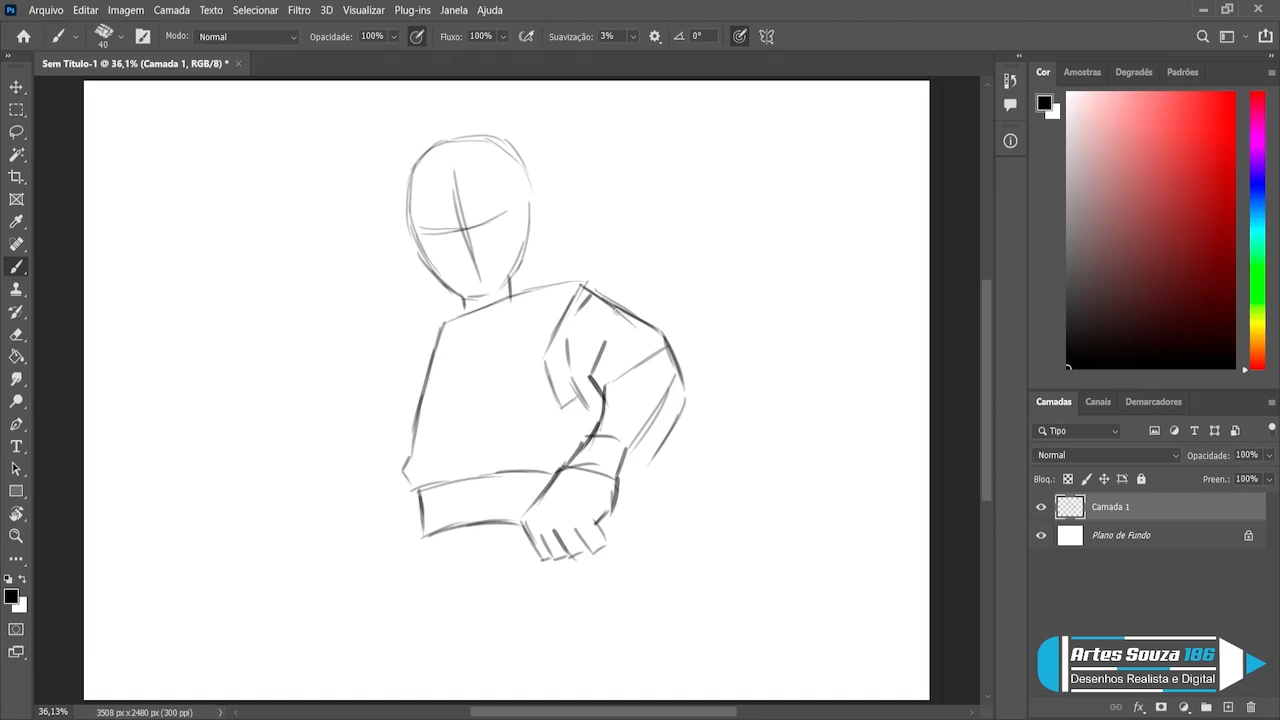 Ps Arquivo Editar Imagem Camada Texto Selecionar Filtro 3D Visualizar Plug-ins Janela Ajuda
40 Modo: Normal Opacidade: 100% Fluxo: 100% Suavização: 3% 0°
Sem Título-1 @ 36,1% (Camada 1, RGB/8) *
Cor Amostras Degradês Padrões
Camadas Canais Demarcadores
Tipo
Normal Opacidade: 100%
Bloq.: Preen.: 100%
Camada 1
Plano de Fundo
Artes Souza 186
Desenhos Realista e Digital
36,13% 3508 px x 2480 px (300 ppi)